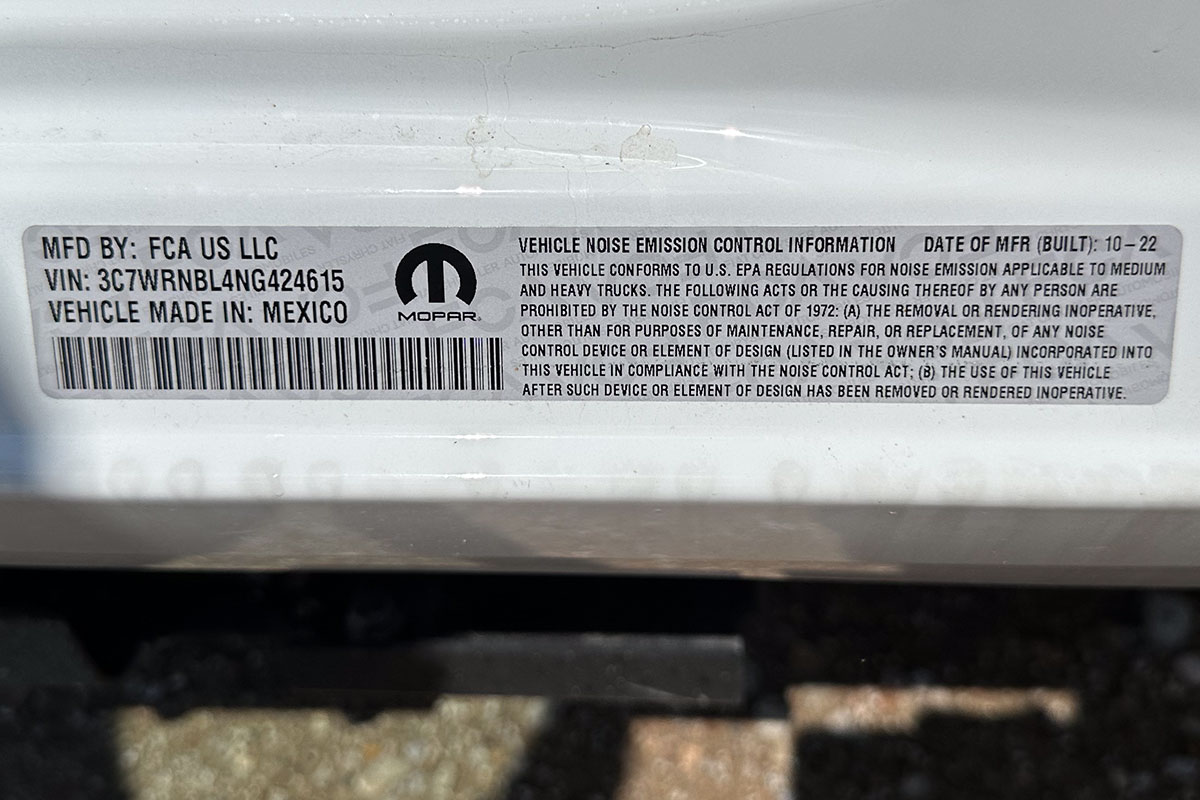 MFD BY: FCA US LLC
VIN: 3C7WRNBL4NG424615
VEHICLE MADE IN: MEXICO
MOPAR
VEHICLE NOISE EMISSION CONTROL INFORMATION DATE OF MFR (BUILT): 10-22
THIS VEHICLE CONFORMS TO U.S. EPA REGULATIONS FOR NOISE EMISSION APPLICABLE TO MEDIUM
AND HEAVY TRUCKS. THE FOLLOWING ACTS OR THE CAUSING THEREOF BY ANY PERSON ARE
PROHIBITED BY THE NOISE CONTROL ACT OF 1972: (A) THE REMOVAL OR RENDERING INOPERATIVE,
OTHER THAN FOR PURPOSES OF MAINTENANCE, REPAIR, OR REPLACEMENT, OF ANY NOISE
CONTROL DEVICE OR ELEMENT OF DESIGN (LISTED IN THE OWNER'S MANUAL) INCORPORATED INTO
THIS VEHICLE IN COMPLIANCE WITH THE NOISE CONTROL ACT; (B) THE USE OF THIS VEHICLE
AFTER SUCH DEVICE OR ELEMENT OF DESIGN HAS BEEN REMOVED OR RENDERED INOPERATIVE.